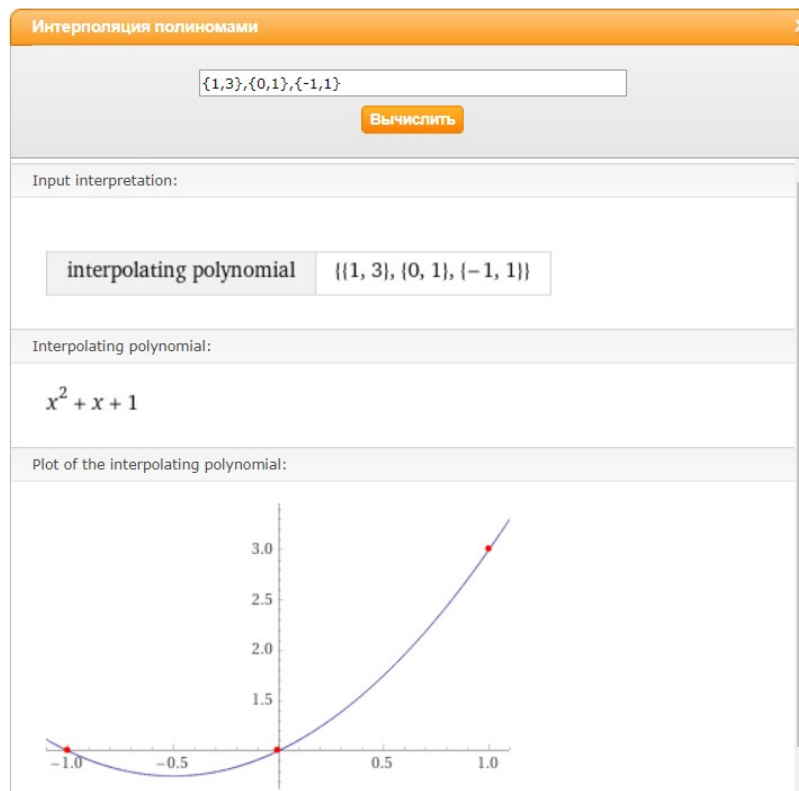 Интерполяция полиномами
{1,3},{0,1},{-1,1}
Вычислить
Input interpretation:
interpolating polynomial {{1, 3}, {0, 1}, {−1, 1}}
Interpolating polynomial:
x² + x + 1
Plot of the interpolating polynomial:
3.0
2.5
2.0
1.5
−1.0 −0.5 0.5 1.0